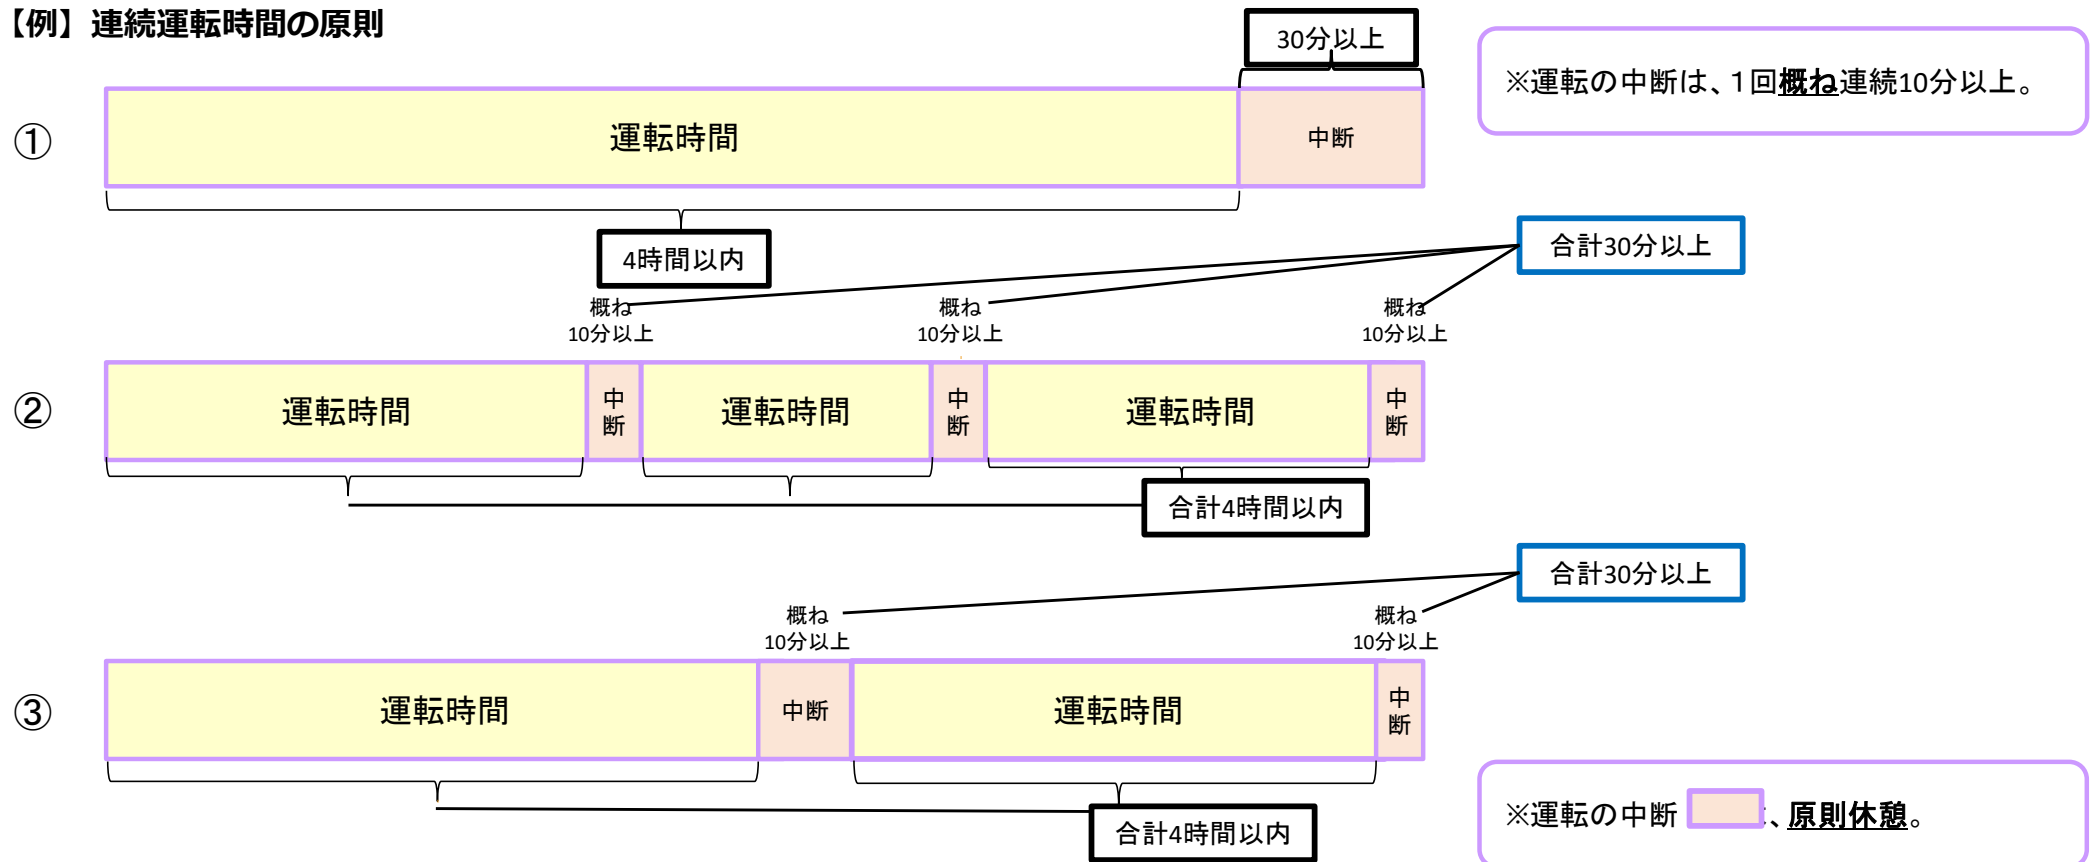 【例】連続運転時間の原則
30分以上
※運転の中断は、1回概ね連続10分以上。
①
運転時間
中断
4時間以内
合計30分以上
概ね
10分以上
概ね
10分以上
概ね
10分以上
②
運転時間
中
断
運転時間
中
断
運転時間
中
断
合計4時間以内
合計30分以上
概ね
10分以上
概ね
10分以上
③
運転時間
中断
運転時間
中
断
合計4時間以内
※運転の中断 、原則休憩。